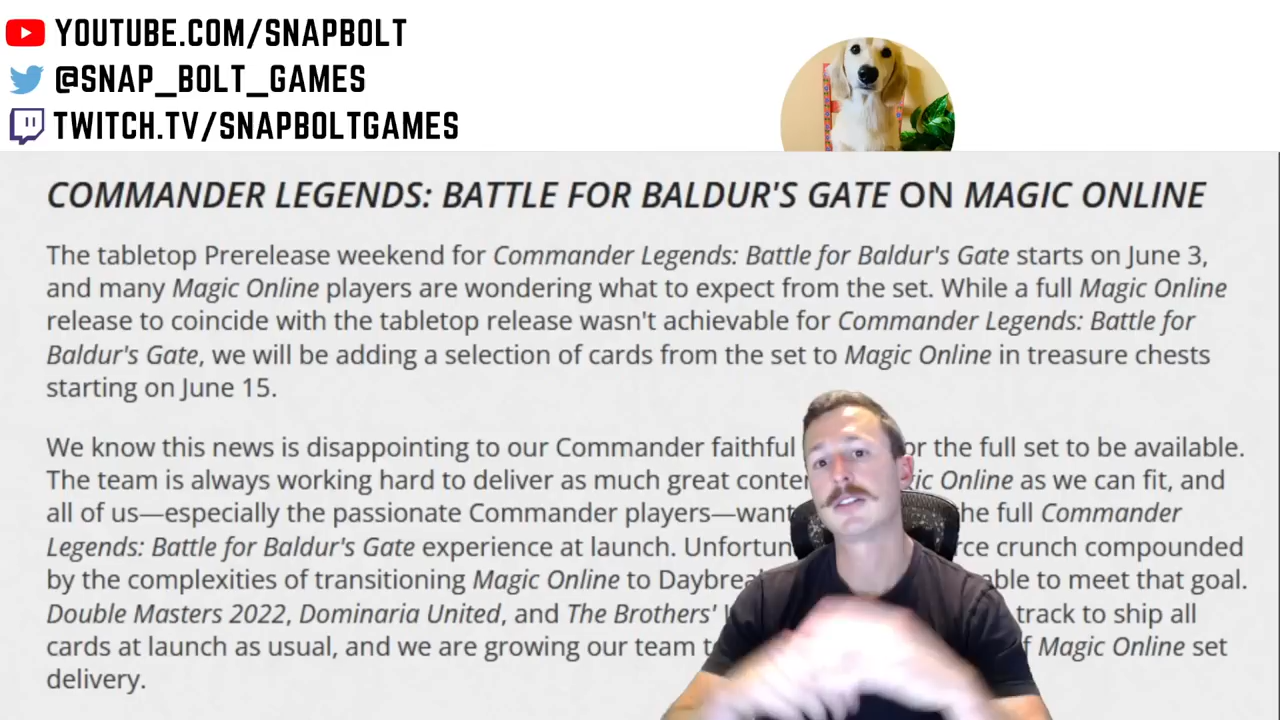 YOUTUBE.COM/SNAPBOLT
@SNAP_BOLT_GAMES
TWITCH.TV/SNAPBOLTGAMES
COMMANDER LEGENDS: BATTLE FOR BALDUR'S GATE ON MAGIC ONLINE
The tabletop Prerelease weekend for Commander Legends: Battle for Baldur's Gate starts on June 3,
and many Magic Online players are wondering what to expect from the set. While a full Magic Online
release to coincide with the tabletop release wasn't achievable for Commander Legends: Battle for
Baldur's Gate, we will be adding a selection of cards from the set to Magic Online in treasure chests
starting on June 15.
We know this news is disappointing to our Commander faithful or the full set to be available.
The team is always working hard to deliver as much great Online as we can fit, and
all of us—especially the passionate Commander players—want the full Commander
Legends: Battle for Baldur's Gate experience at launch. crunch compounded
by the complexities of transitioning Magic Online to able to meet that goal.
Double Masters 2022, Dominaria United, and The Brothers' track to ship all
cards at launch as usual, and we are growing our team Magic Online set
delivery.